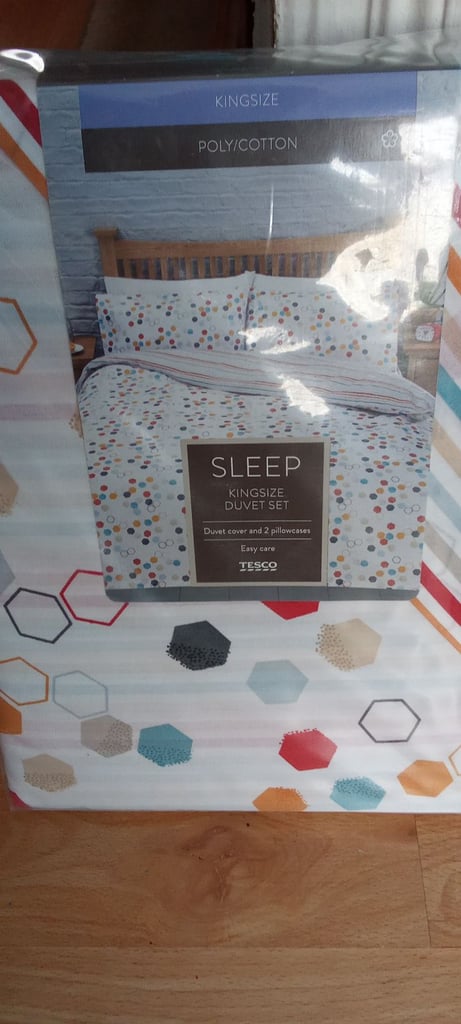 KINGSIZE
POLY/COTTON
SLEEP
KINGSIZE
DUVET SET
Duvet cover and 2 pillowcases
Easy care
TESCO